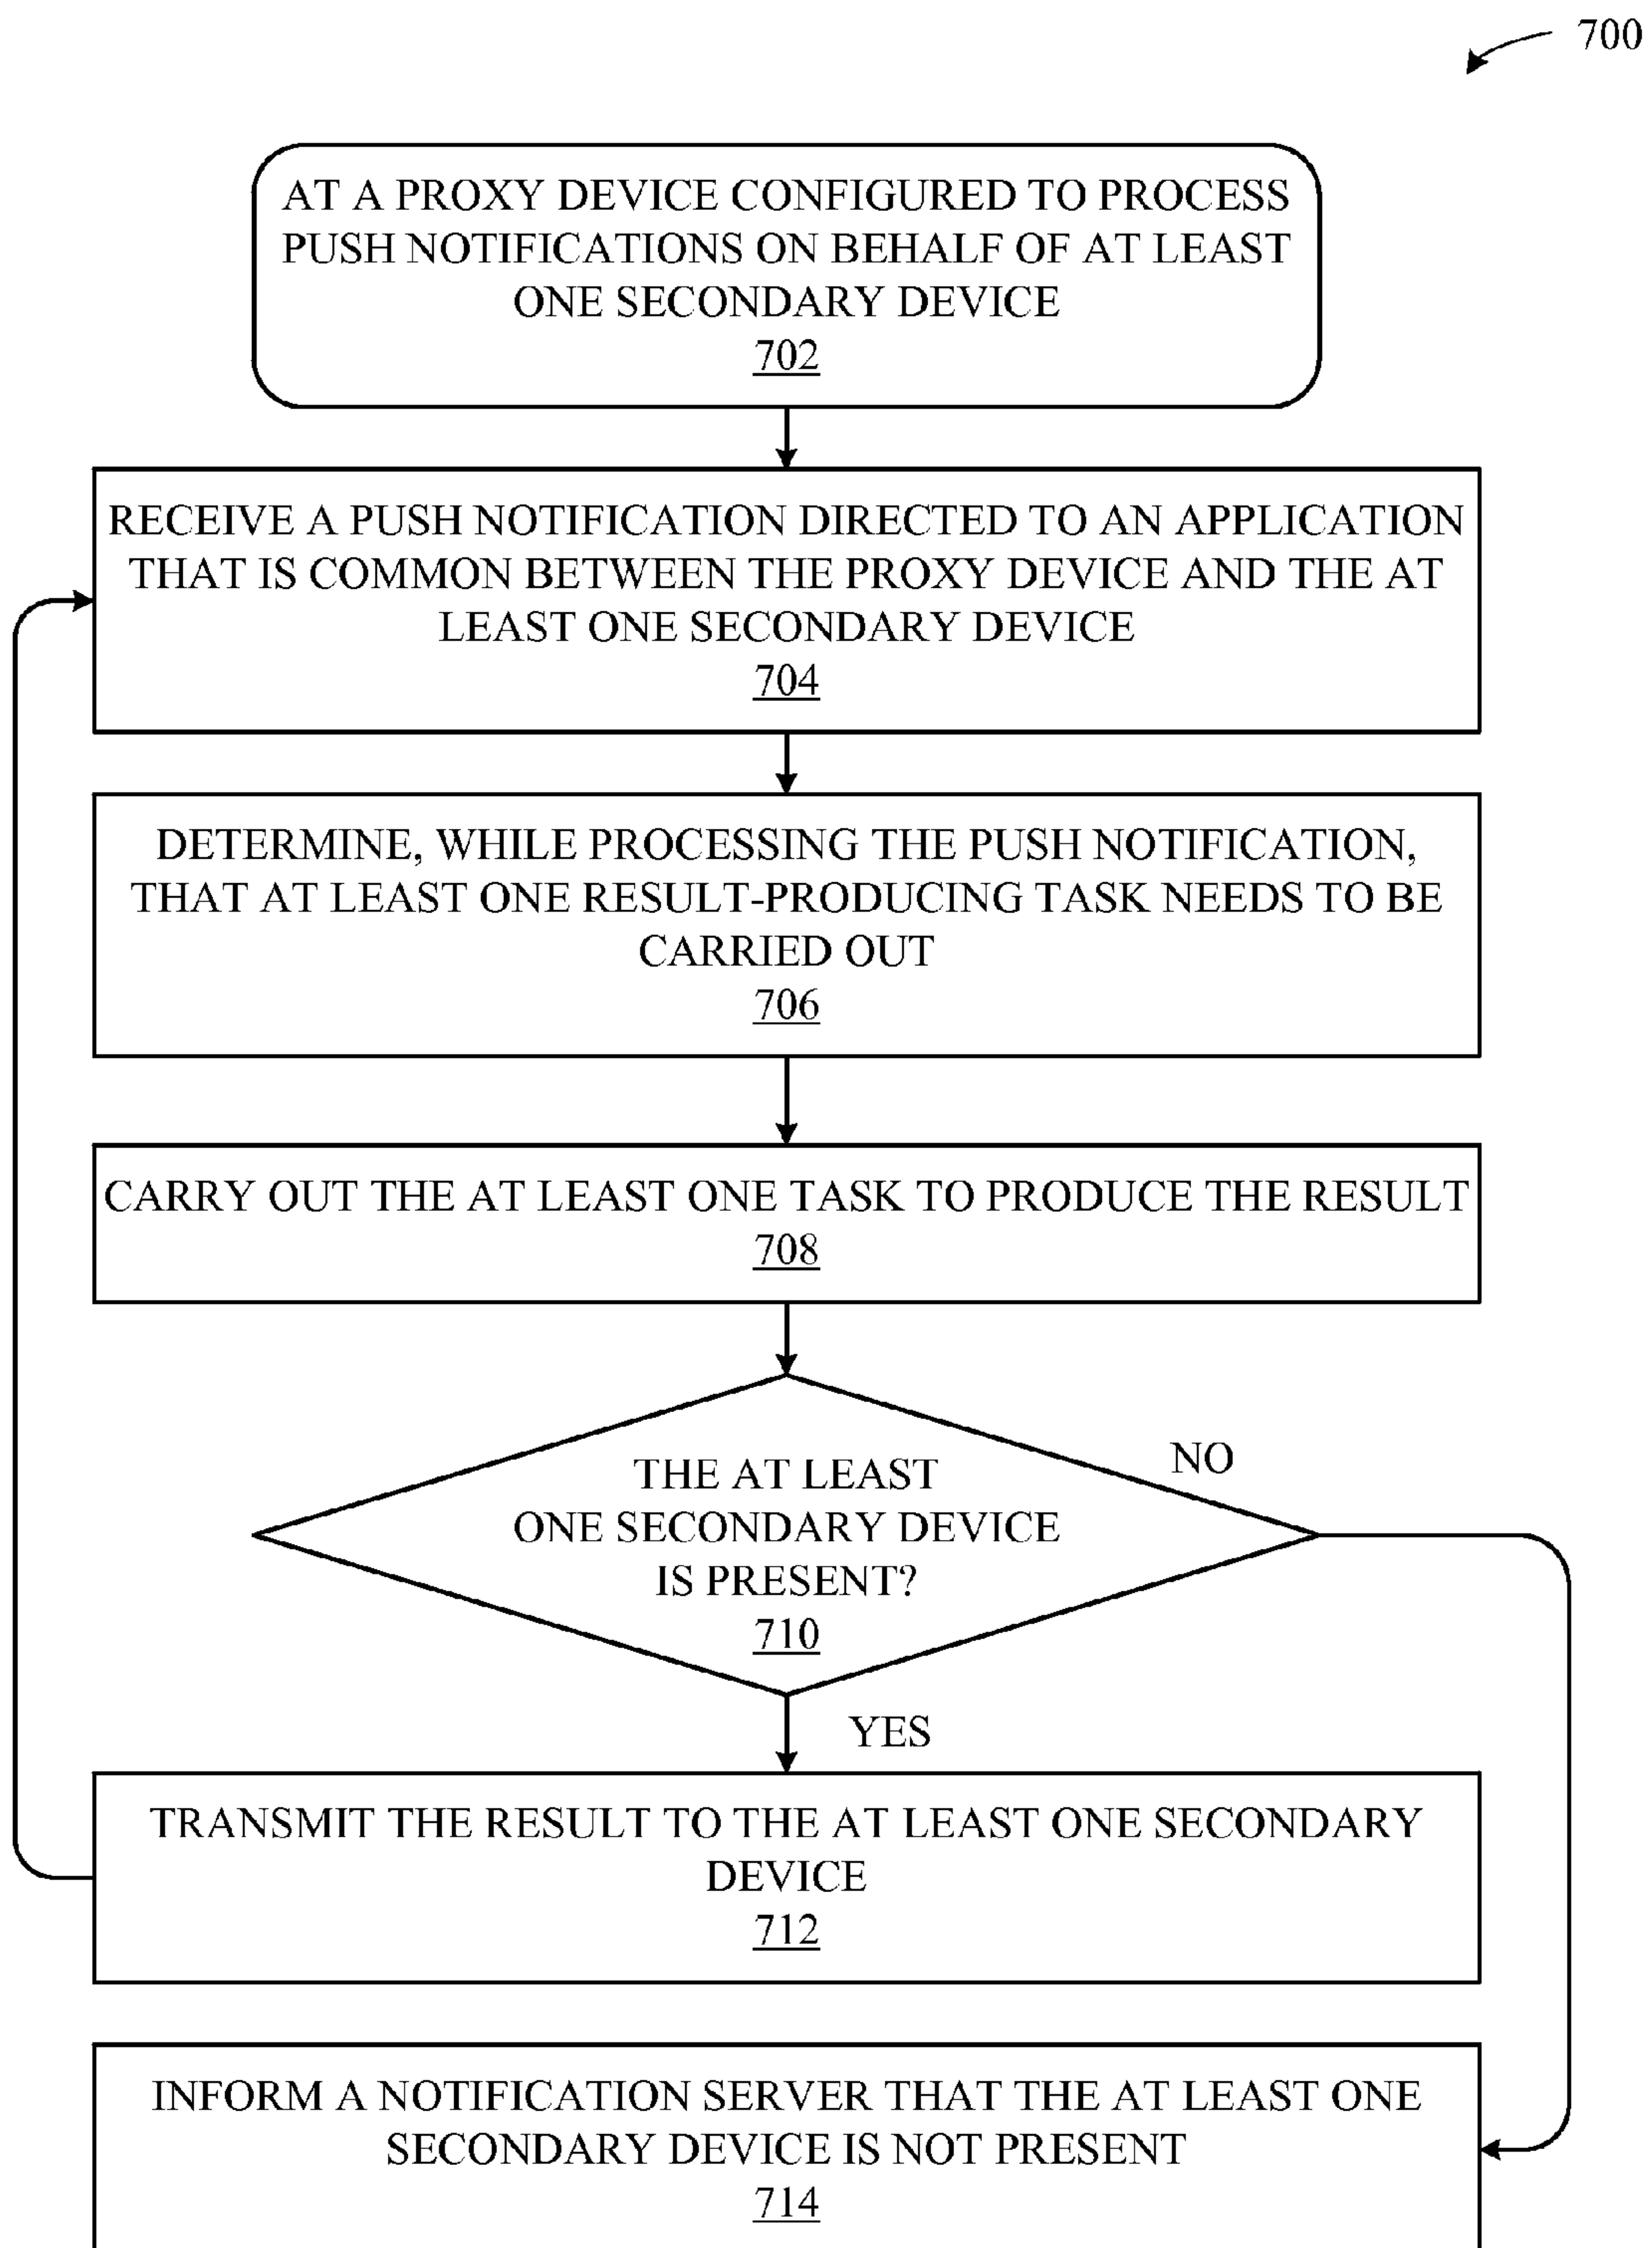 700
AT A PROXY DEVICE CONFIGURED TO PROCESS
PUSH NOTIFICATIONS ON BEHALF OF AT LEAST
ONE SECONDARY DEVICE
702
RECEIVE A PUSH NOTIFICATION DIRECTED TO AN APPLICATION
THAT IS COMMON BETWEEN THE PROXY DEVICE AND THE AT
LEAST ONE SECONDARY DEVICE
704
DETERMINE, WHILE PROCESSING THE PUSH NOTIFICATION,
THAT AT LEAST ONE RESULT-PRODUCING TASK NEEDS TO BE
CARRIED OUT
706
CARRY OUT THE AT LEAST ONE TASK TO PRODUCE THE RESULT
708
NO
THE AT LEAST
ONE SECONDARY DEVICE
IS PRESENT?
710
YES
TRANSMIT THE RESULT TO THE AT LEAST ONE SECONDARY
DEVICE
712
INFORM A NOTIFICATION SERVER THAT THE AT LEAST ONE
SECONDARY DEVICE IS NOT PRESENT
714